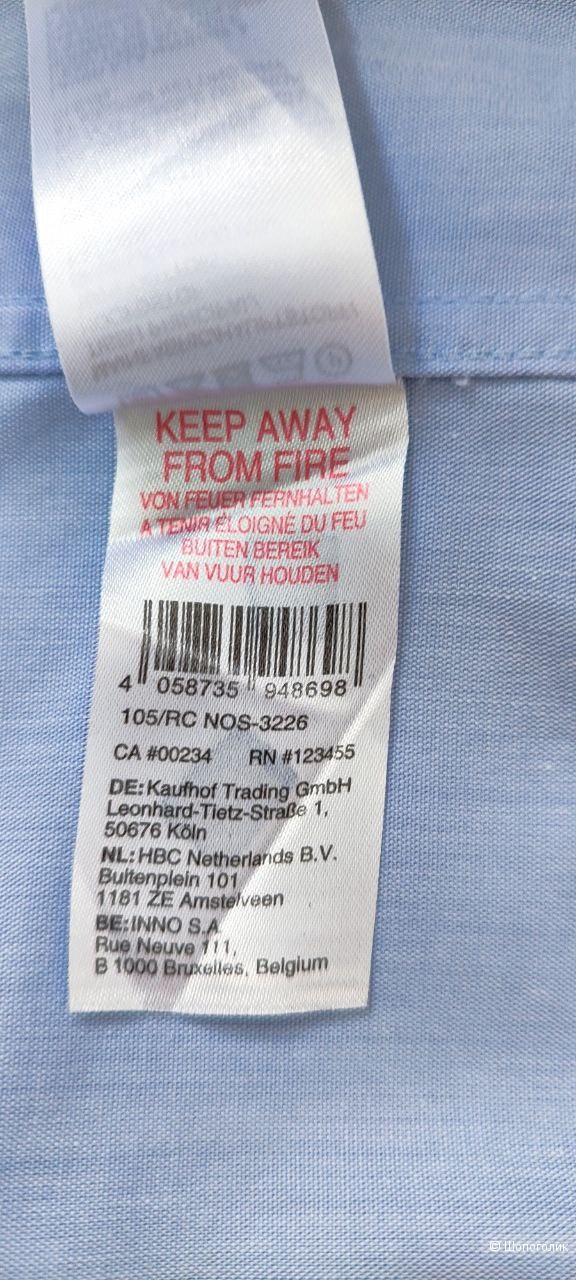 KEEP AWAY
FROM FIRE
VON FEUER FERNHALTEN
A TENIR ÉLOIGNÉ DU FEU
BUITEN BEREIK
VAN VUUR HOUDEN
4 058735 948698
105/RC NOS-3226
CA #00234 RN #123455
DE: Kaufhof Trading GmbH
Leonhard-Tietz-Straße 1,
50676 Köln
NL: HBC Netherlands B.V.
Buitenplein 101
1181 ZE Amstelveen
BE: INNO S.A
Rue Neuve 111,
B 1000 Bruxelles, Belgium
© Шопоголик